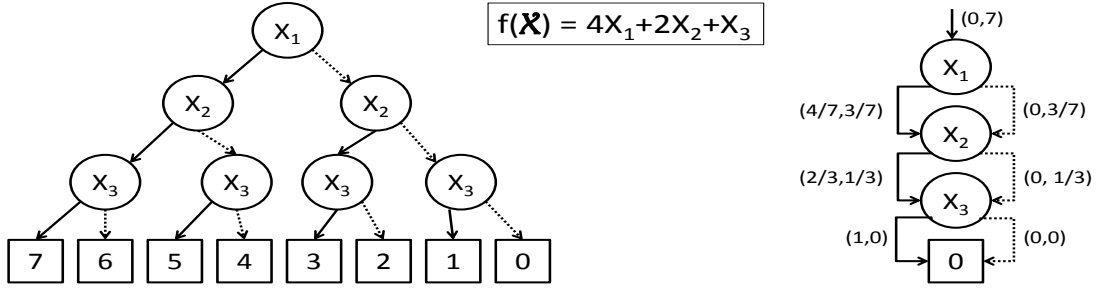 f(𝓧) = 4X₁+2X₂+X₃
X₁
X₂ X₂
X₃ X₃ X₃ X₃
7 6 5 4 3 2 1 0
(0,7)
X₁
(4/7,3/7) (0,3/7)
X₂
(2/3,1/3) (0, 1/3)
X₃
(1,0) (0,0)
0